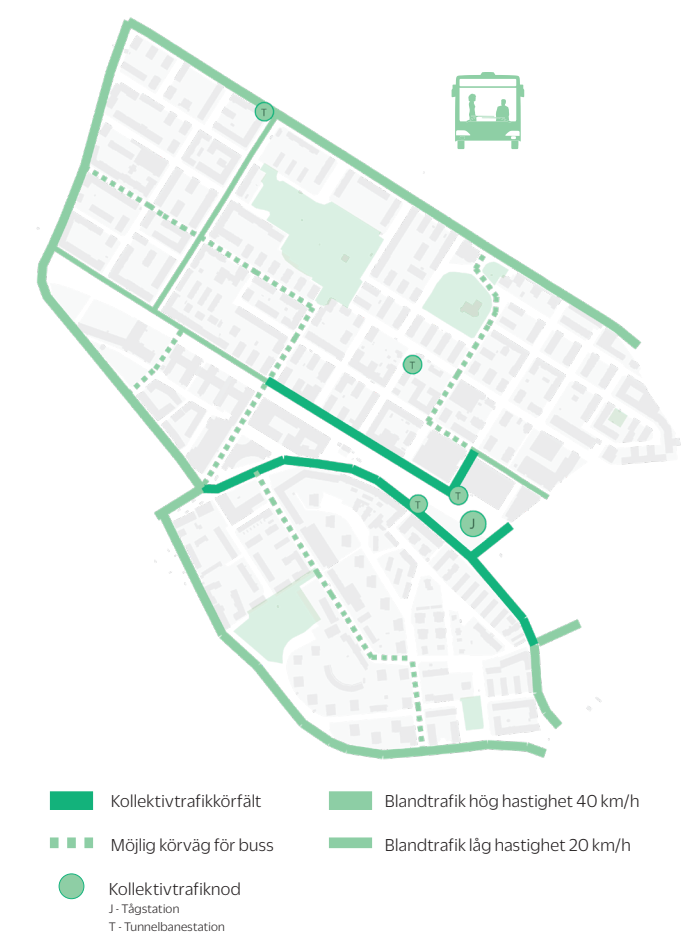 T
T
T
T
J
Kollektivtrafikkörfält
Blandtrafik hög hastighet 40 km/h
Möjlig körväg för buss
Blandtrafik låg hastighet 20 km/h
Kollektivtrafiknod
J - Tågstation
T - Tunnelbanestation